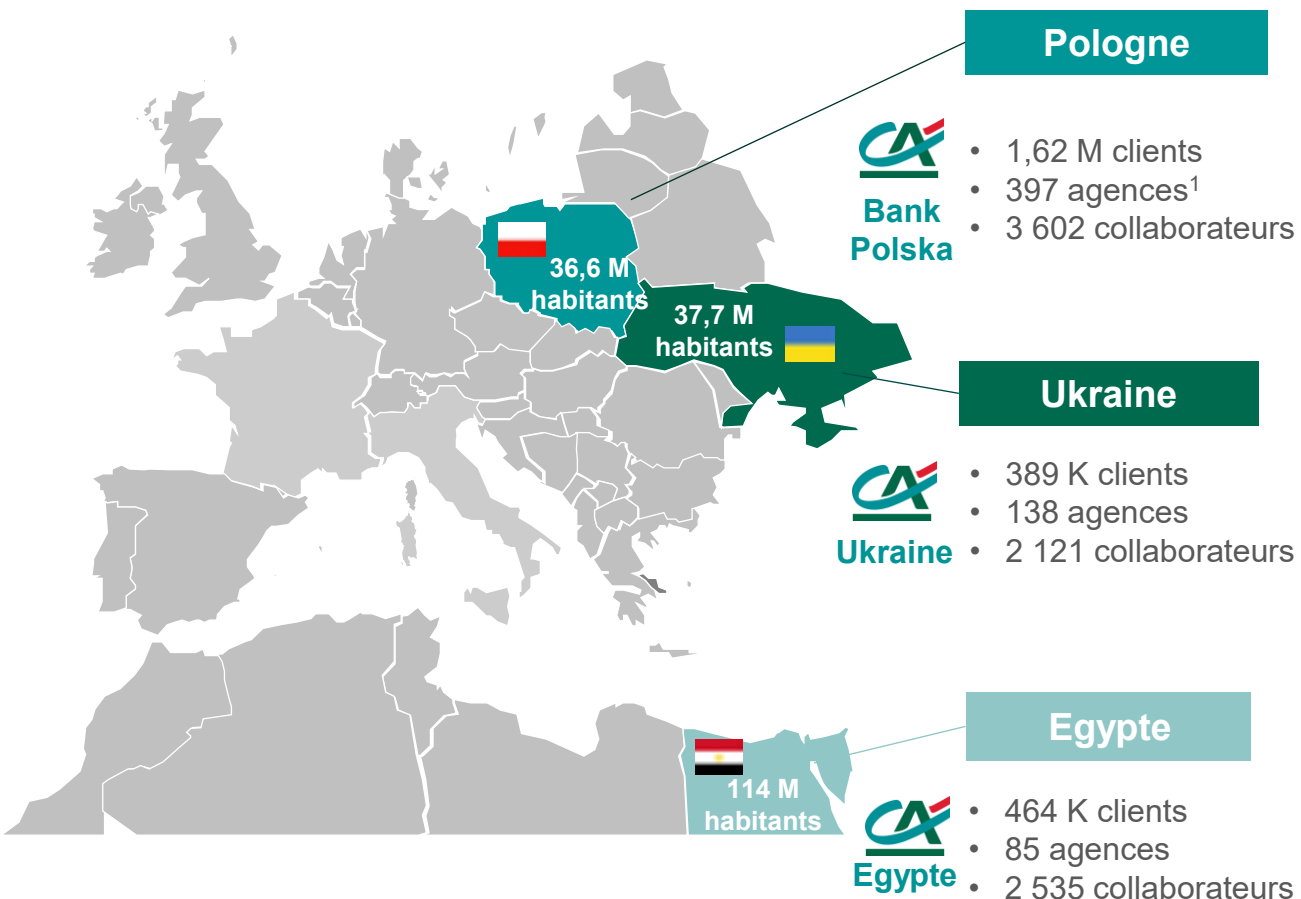 Pologne
Bank
Polska
• 1,62 M clients
• 397 agences¹
• 3 602 collaborateurs
36,6 M
habitants
37,7 M
habitants
Ukraine
Ukraine
• 389 K clients
• 138 agences
• 2 121 collaborateurs
Egypte
114 M
habitants
Egypte
• 464 K clients
• 85 agences
• 2 535 collaborateurs